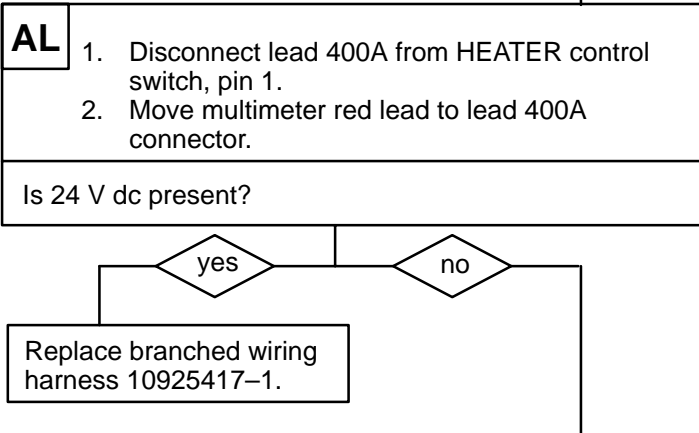 AL
1. Disconnect lead 400A from HEATER control
switch, pin 1.
2. Move multimeter red lead to lead 400A
connector.
Is 24 V dc present?
yes
no
Replace branched wiring
harness 10925417–1.